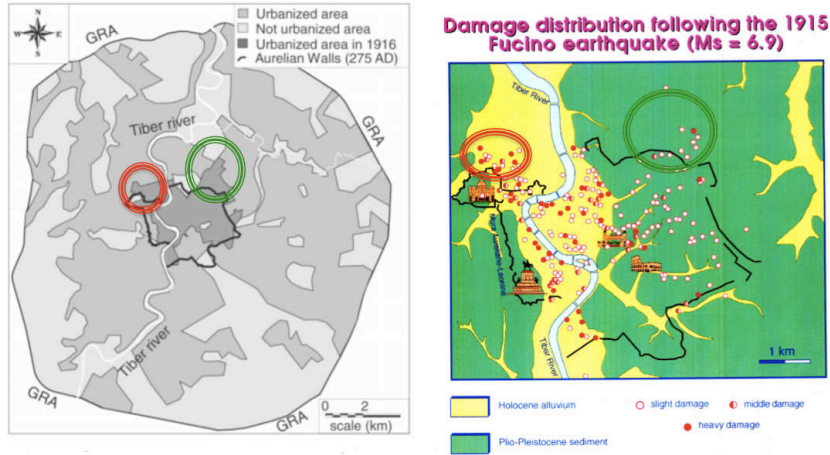 N
W E
S
GRA
Urbanized area
Not urbanized area
Urbanized area in 1916
Aurelian Walls (275 AD)
Tiber river
GRA
Tiber river
GRA
GRA
0 2
scale (km)
Damage distribution following the 1915
Fucino earthquake (Ms = 6.9)
Tiber River
Tiber River
1 km
Holocene alluvium
slight damage
middle damage
heavy damage
Plio-Pleistocene sediment